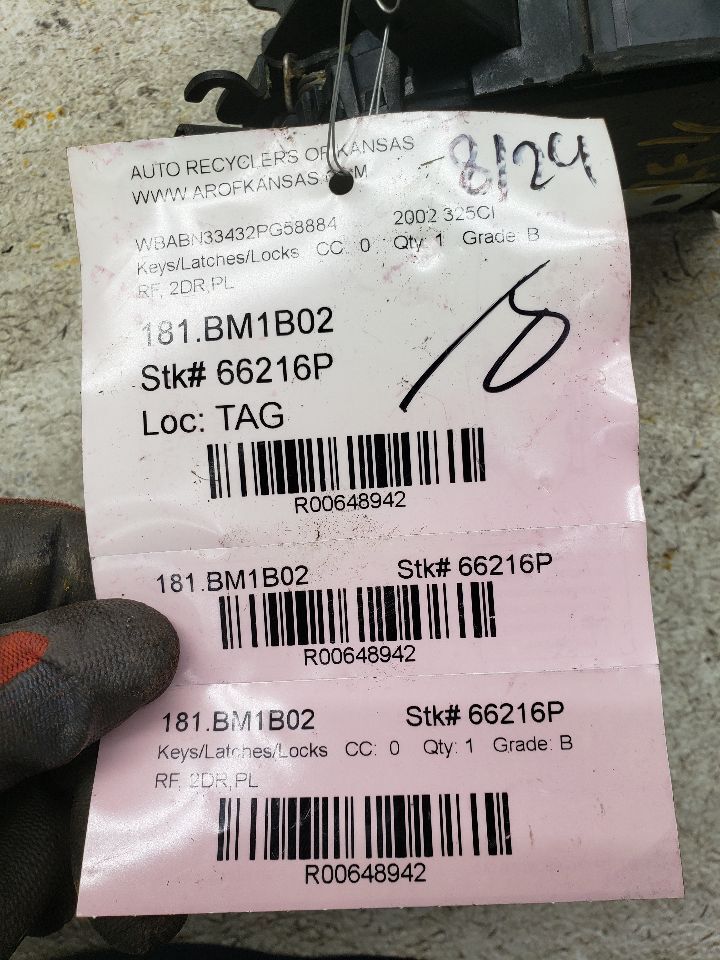 AUTO RECYCLERS OF KANSAS
WWW.AROFKANSAS.COM
8/24
WBABN33432PG58884 2002 325CI
Keys/Latches/Locks CC: 0 Qty: 1 Grade: B
RF, 2DR,PL
181.BM1B02
Stk# 66216P
Loc: TAG
R00648942
181.BM1B02 Stk# 66216P
R00648942
181.BM1B02 Stk# 66216P
Keys/Latches/Locks CC: 0 Qty: 1 Grade: B
RF, 2DR,PL
R00648942